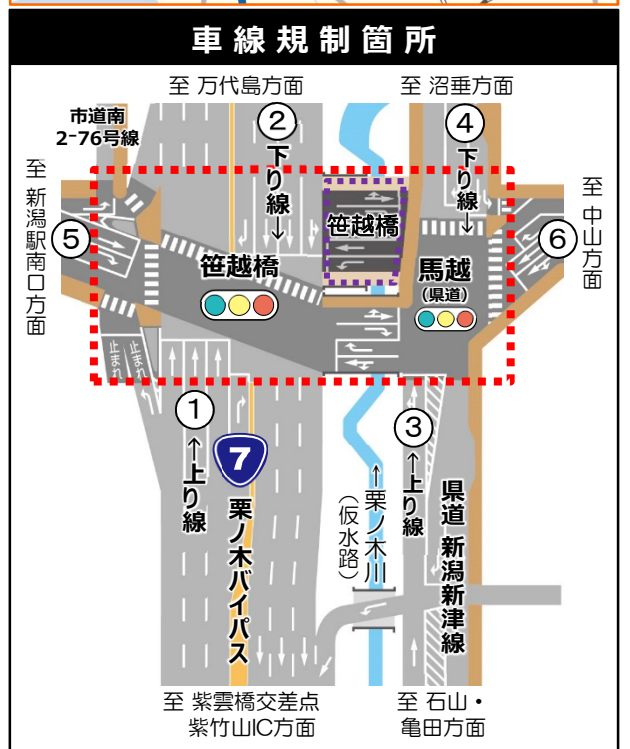 車線規制箇所
至 万代島方面
至 沼垂方面
市道南
2-76号線
② 下り線→
④ 下り線→
至 新潟駅南口方面
⑤
笹越橋
笹越橋
馬越
(県道)
⑥
至 中山方面
止まれ
止まれ
① ←上り線
7
栗ノ木バイパス
←栗ノ木川
(仮水路)
③ ←上り線
県道 新潟新津線
至 紫雲橋交差点
紫竹山IC方面
至 石山・
亀田方面